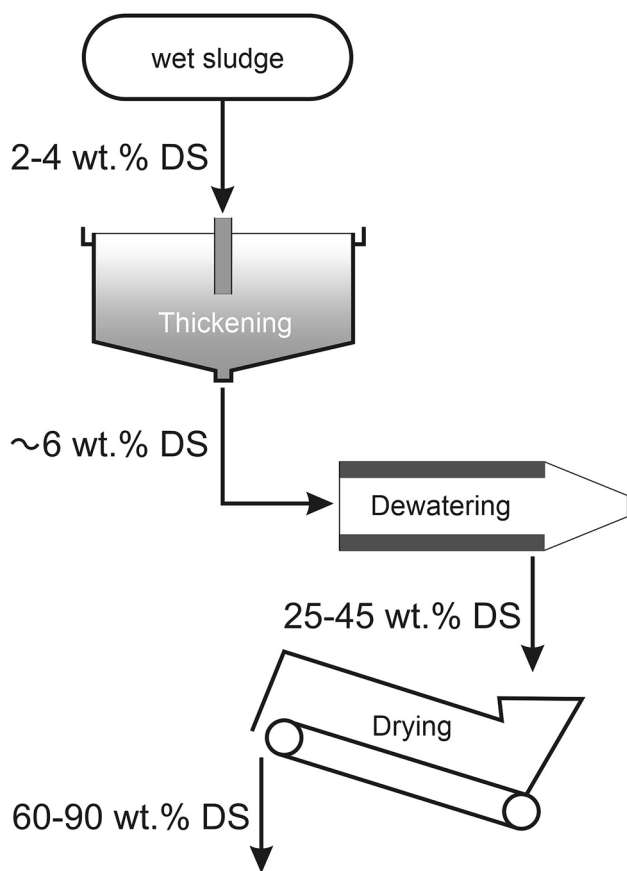 wet sludge
2-4 wt.% DS
Thickening
~6 wt.% DS
Dewatering
25-45 wt.% DS
Drying
60-90 wt.% DS